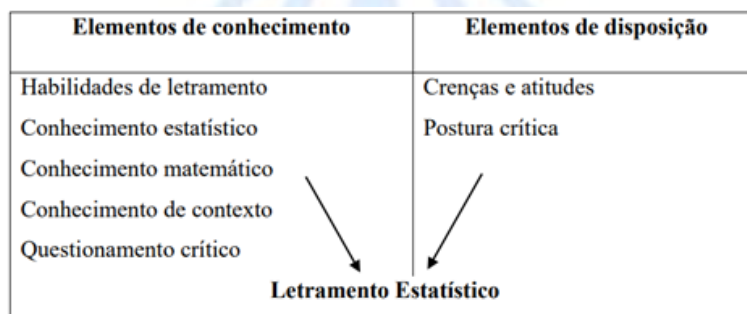 Elementos de conhecimento
Elementos de disposição
Habilidades de letramento
Conhecimento estatístico
Conhecimento matemático
Conhecimento de contexto
Questionamento crítico
Crenças e atitudes
Postura crítica
Letramento Estatístico